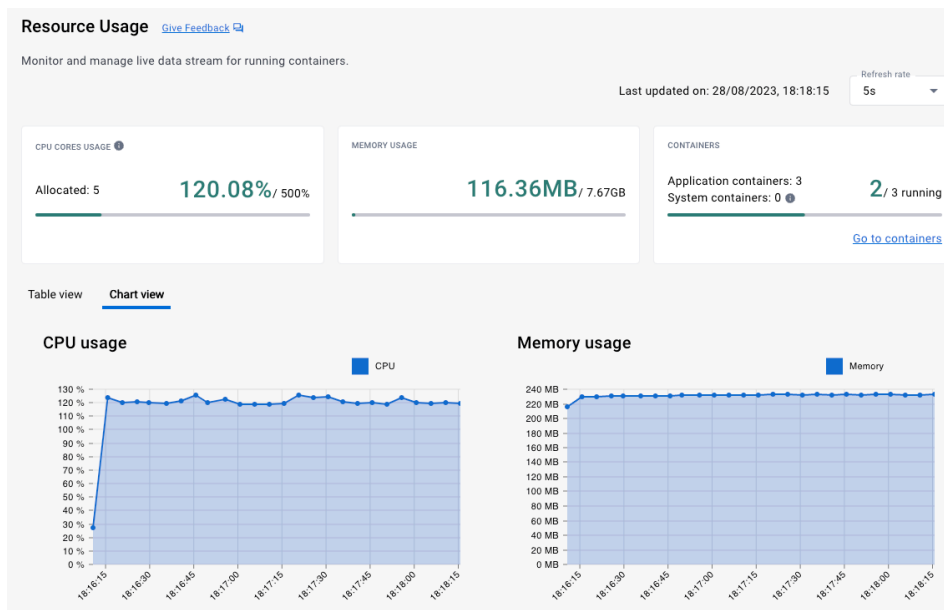 Resource Usage Give Feedback
Monitor and manage live data stream for running containers.
Refresh rate
Last updated on: 28/08/2023, 18:18:15 5s
CPU CORES USAGE
Allocated: 5 120.08% / 500%
MEMORY USAGE
116.36MB / 7.67GB
CONTAINERS
Application containers: 3
System containers: 0
2 / 3 running
Go to containers
Table view Chart view
CPU usage
CPU
130 %
120 %
110 %
100 %
90 %
80 %
70 %
60 %
50 %
40 %
30 %
20 %
10 %
0 %
18:16:15 18:16:30 18:16:45 18:17:00 18:17:15 18:17:30 18:17:45 18:18:00 18:18:15
Memory usage
Memory
240 MB
220 MB
200 MB
180 MB
160 MB
140 MB
120 MB
100 MB
80 MB
60 MB
40 MB
20 MB
0 MB
18:16:15 18:16:30 18:16:45 18:17:00 18:17:15 18:17:30 18:17:45 18:18:00 18:18:15